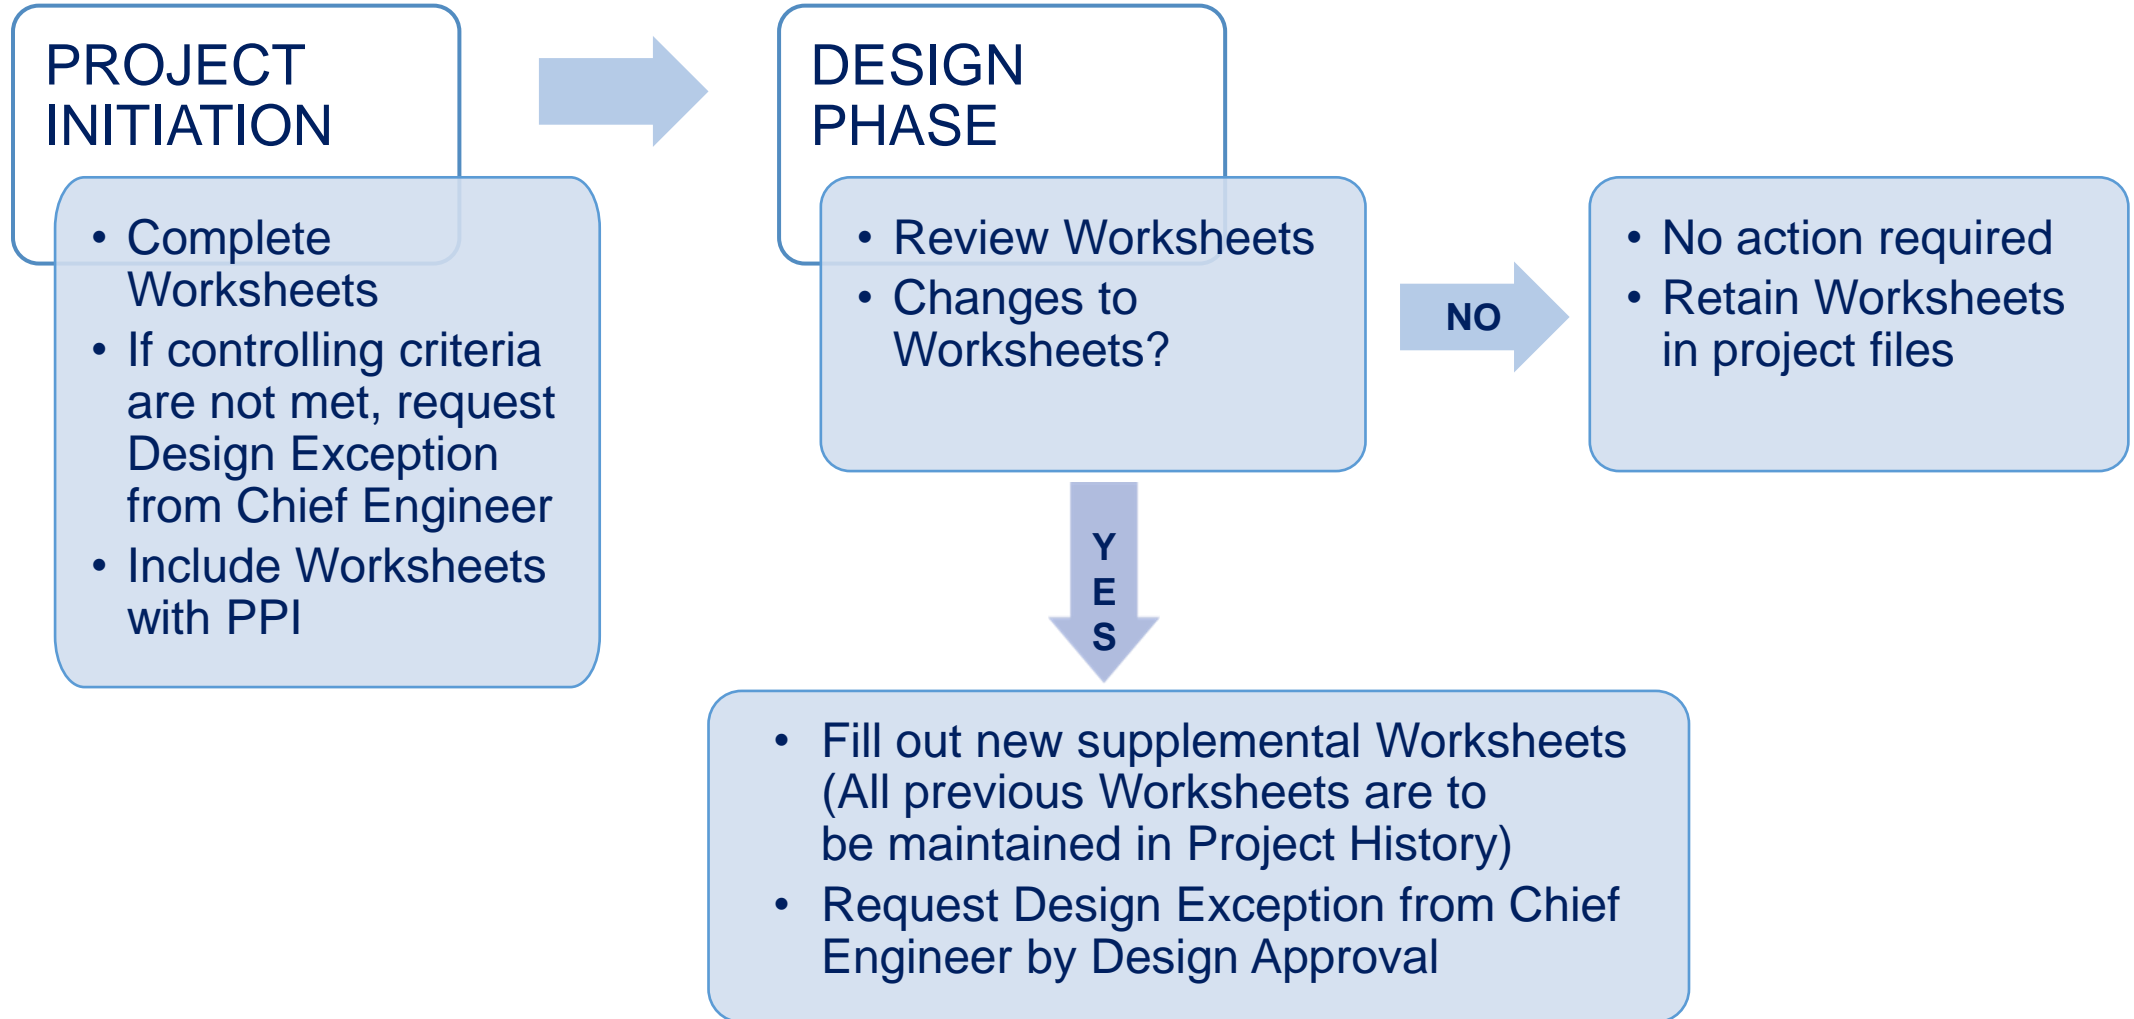 PROJECT
INITIATION
• Complete
Worksheets
• If controlling criteria
are not met, request
Design Exception
from Chief Engineer
• Include Worksheets
with PPI
DESIGN
PHASE
• Review Worksheets
• Changes to
Worksheets?
NO
• No action required
• Retain Worksheets
in project files
Y
E
S
• Fill out new supplemental Worksheets
(All previous Worksheets are to
be maintained in Project History)
• Request Design Exception from Chief
Engineer by Design Approval